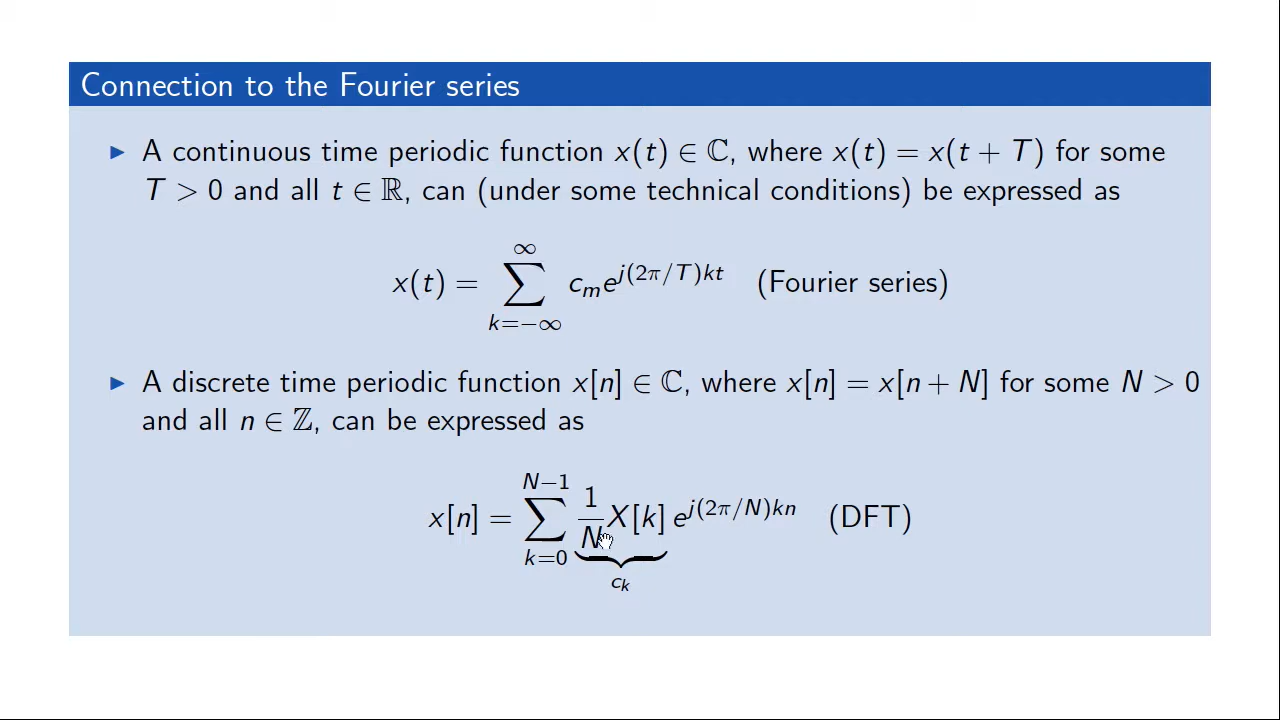 Connection to the Fourier series
▶ A continuous time periodic function x(t) ∈ ℂ, where x(t) = x(t + T) for some
T > 0 and all t ∈ ℝ, can (under some technical conditions) be expressed as
x(t) = ∑_{k=−∞}^{∞} c_m e^{j(2π/T)kt} (Fourier series)
▶ A discrete time periodic function x[n] ∈ ℂ, where x[n] = x[n + N] for some N > 0
and all n ∈ ℤ, can be expressed as
x[n] = ∑_{k=0}^{N−1} \underbrace{\frac{1}{N} X[k]}_{c_k} e^{j(2π/N)kn} (DFT)